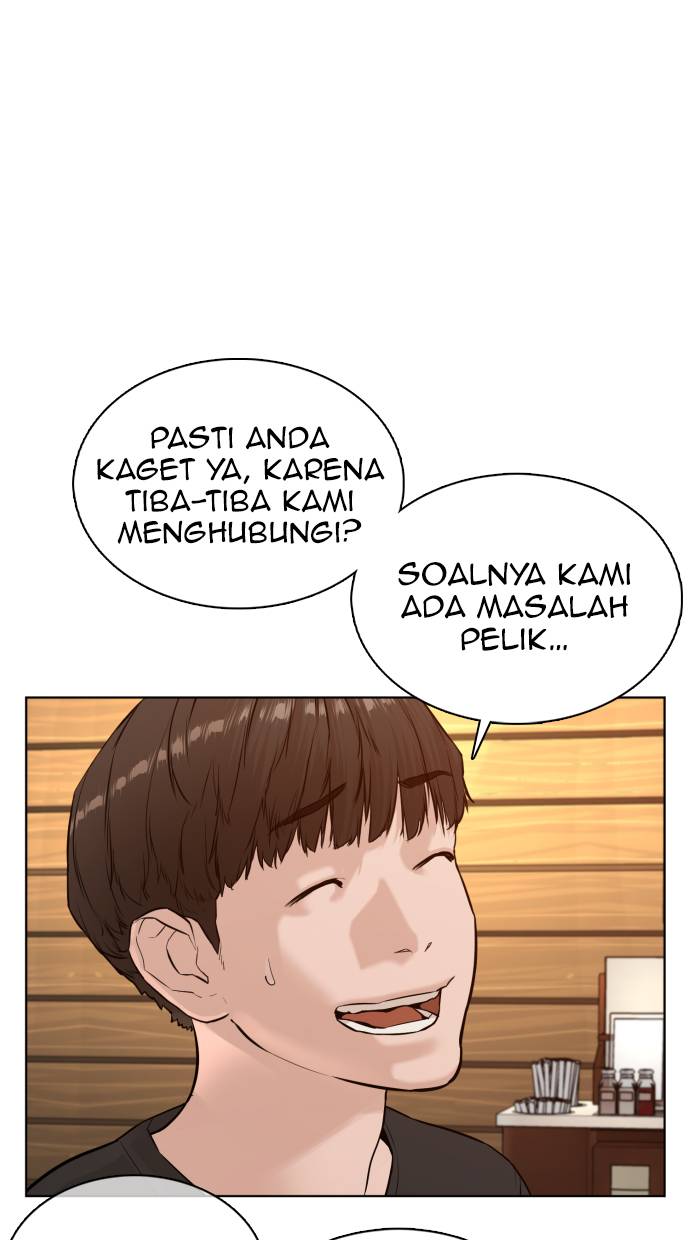 PASTI ANDA
KAGET YA, KARENA
TIBA-TIBA KAMI
MENGHUBUNGI?
SOALNYA KAMI
ADA MASALAH
PELIK...